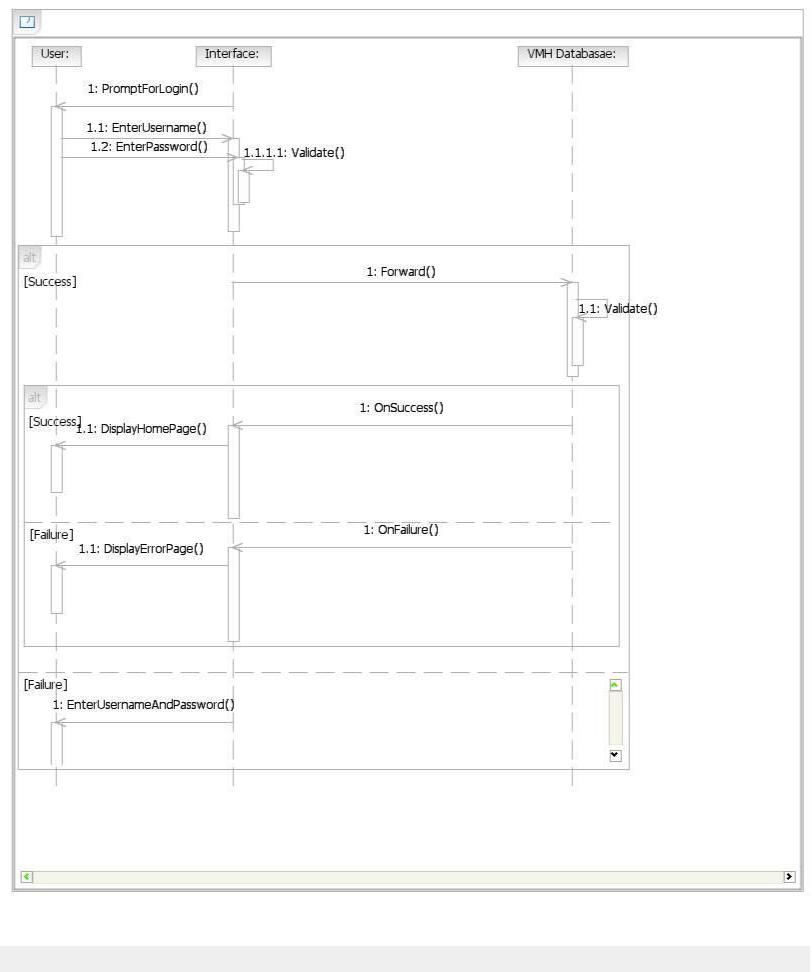 User:
Interface:
VMH Databasae:
1: PromptForLogin()
1.1: EnterUsername()
1.2: EnterPassword()
1.1.1.1: Validate()
alt
[Success]
1: Forward()
1.1: Validate()
alt
[Success]
1: OnSuccess()
1.1: DisplayHomePage()
[Failure]
1: OnFailure()
1.1: DisplayErrorPage()
[Failure]
1: EnterUsernameAndPassword()